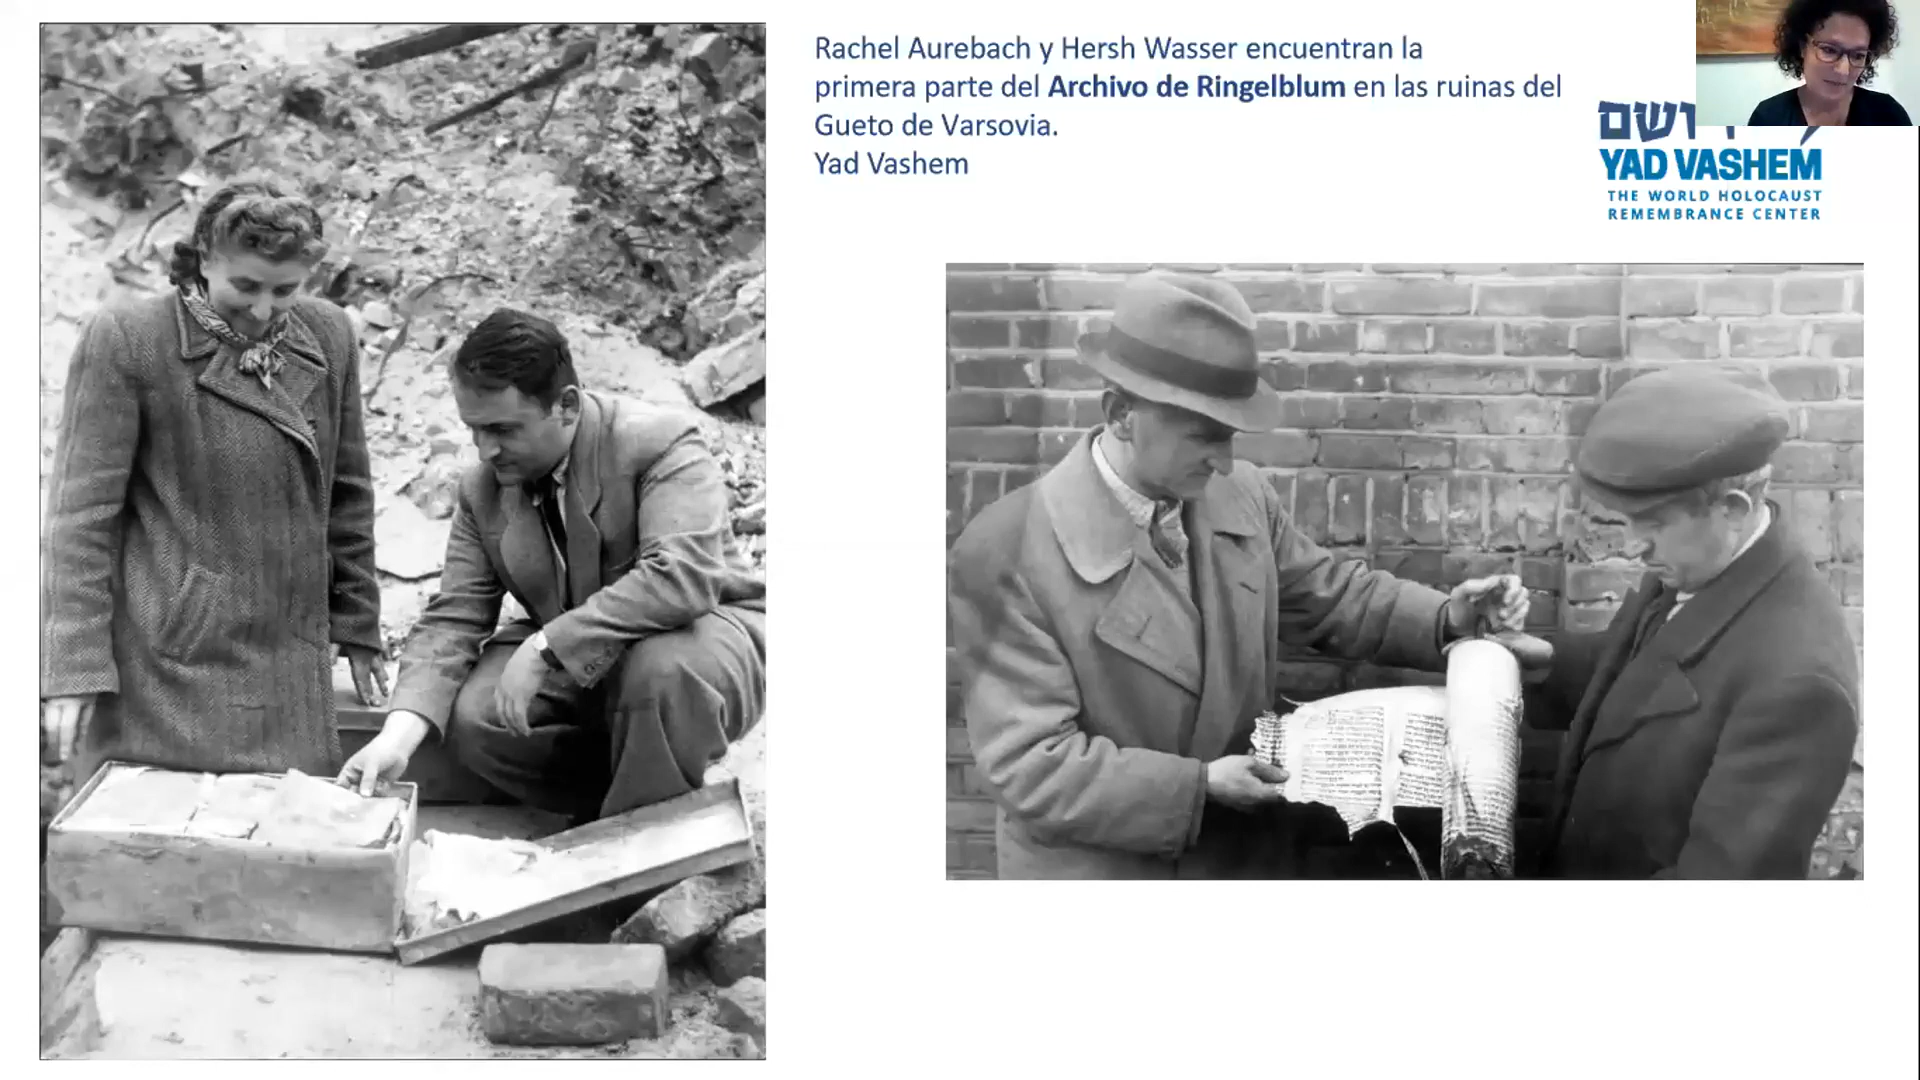 Rachel Aurebach y Hersh Wasser encuentran la
primera parte del Archivo de Ringelblum en las ruinas del
Gueto de Varsovia.
Yad Vashem
YAD VASHEM
THE WORLD HOLOCAUST
REMEMBRANCE CENTER